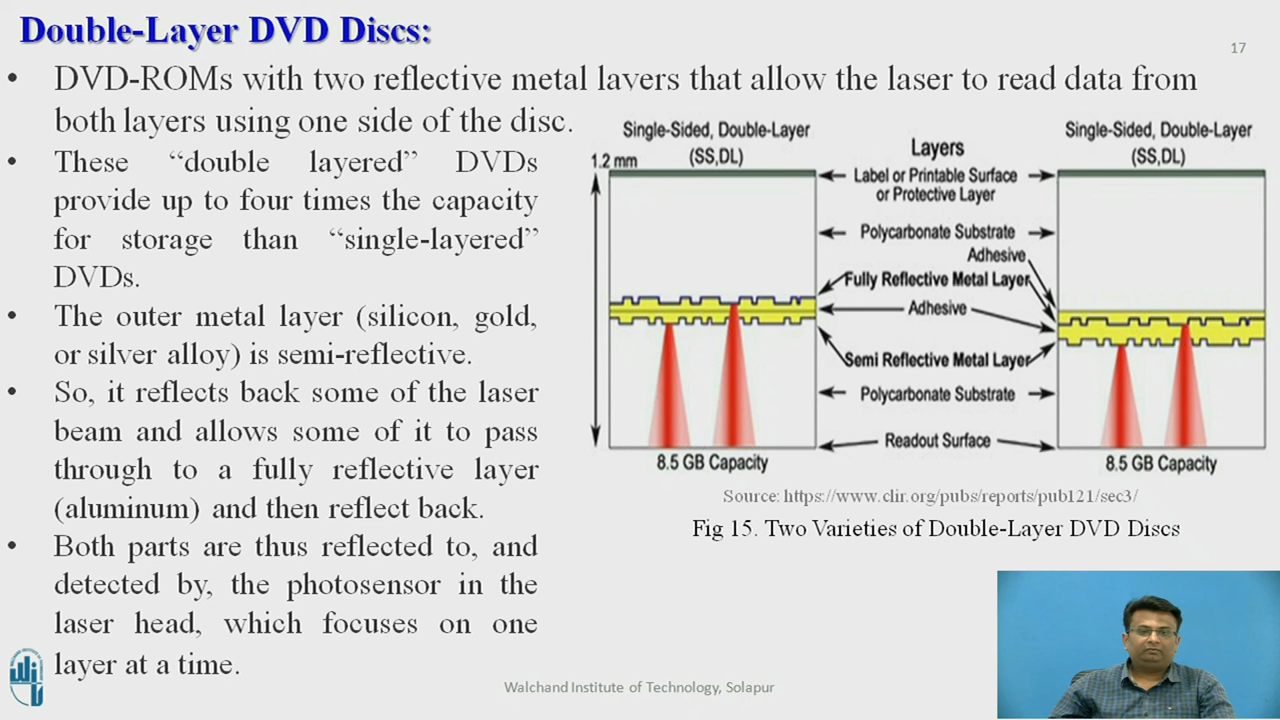 Double-Layer DVD Discs:
17
• DVD-ROMs with two reflective metal layers that allow the laser to read data from
both layers using one side of the disc.
• These “double layered” DVDs
provide up to four times the capacity
for storage than “single-layered”
DVDs.
• The outer metal layer (silicon, gold,
or silver alloy) is semi-reflective.
• So, it reflects back some of the laser
beam and allows some of it to pass
through to a fully reflective layer
(aluminum) and then reflect back.
• Both parts are thus reflected to, and
detected by, the photosensor in the
laser head, which focuses on one
layer at a time.
Single-Sided, Double-Layer
(SS,DL)
1.2 mm
8.5 GB Capacity
Layers
Label or Printable Surface
or Protective Layer
Polycarbonate Substrate
Adhesive
Fully Reflective Metal Layer
Adhesive
Semi Reflective Metal Layer
Polycarbonate Substrate
Readout Surface
Single-Sided, Double-Layer
(SS,DL)
8.5 GB Capacity
Source: https://www.clir.org/pubs/reports/pub121/sec3/
Fig 15. Two Varieties of Double-Layer DVD Discs
Walchand Institute of Technology, Solapur